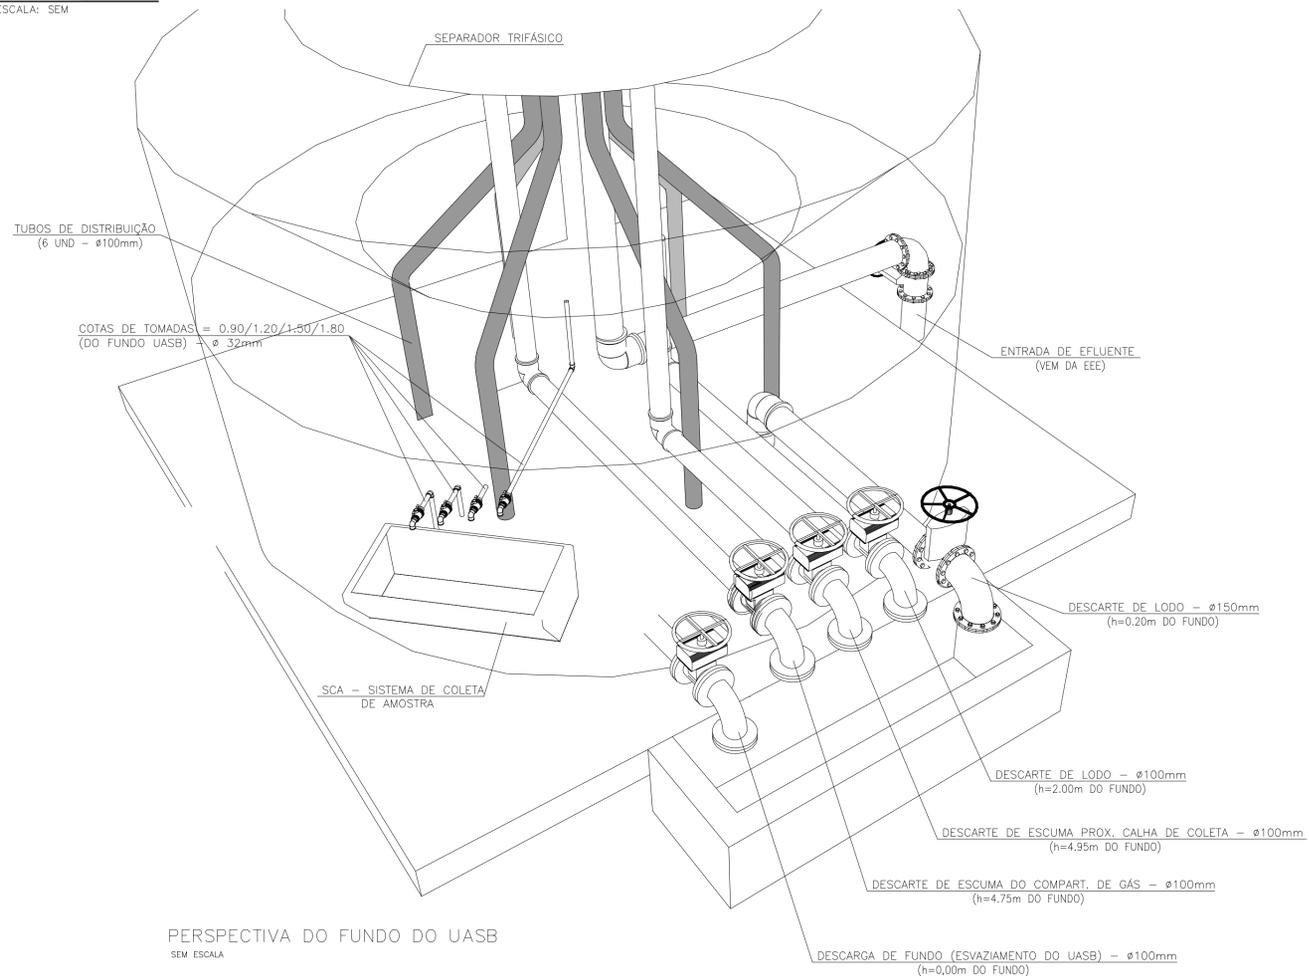 ESCALA: SEM
SEPARADOR TRIFÁSICO
TUBOS DE DISTRIBUIÇÃO
(6 UND - ø100mm)
COTAS DE TOMADAS = 0.90/1.20/1.50/1.80
(DO FUNDO UASB) - ø 32mm
ENTRADA DE EFLUENTE
(VEM DA EEE)
DESCARTE DE LODO - ø150mm
(h=0.20m DO FUNDO)
SCA - SISTEMA DE COLETA
DE AMOSTRA
DESCARTE DE LODO - ø100mm
(h=2.00m DO FUNDO)
DESCARTE DE ESCUMA PROX. CALHA DE COLETA - ø100mm
(h=4.95m DO FUNDO)
DESCARTE DE ESCUMA DO COMPART. DE GÁS - ø100mm
(h=4.75m DO FUNDO)
PERSPECTIVA DO FUNDO DO UASB
SEM ESCALA
DESCARGA DE FUNDO (ESVAZIAMENTO DO UASB) - ø100mm
(h=0,00m DO FUNDO)